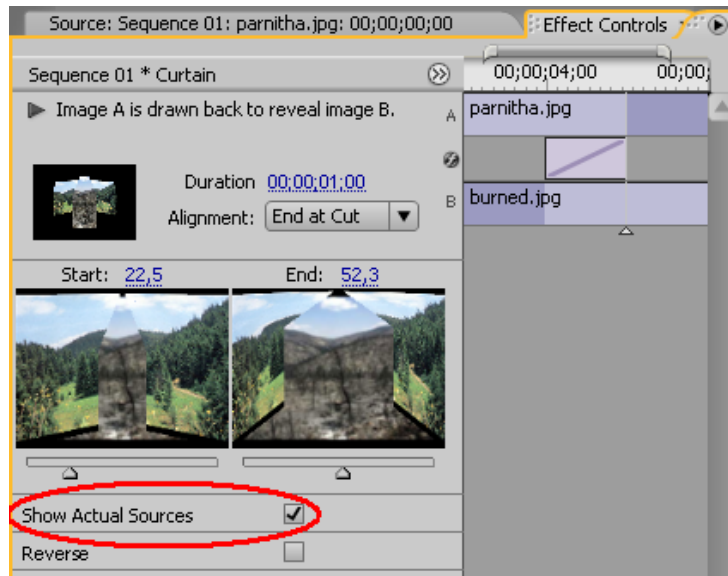 Source: Sequence 01: parnitha.jpg: 00;00;00;00
Effect Controls
Sequence 01 * Curtain
00;00;04;00
00;00;
Image A is drawn back to reveal image B.
A
parnitha.jpg
Duration 00;00;01;00
Alignment: End at Cut
B
burned.jpg
Start: 22,5
End: 52,3
Show Actual Sources
Reverse